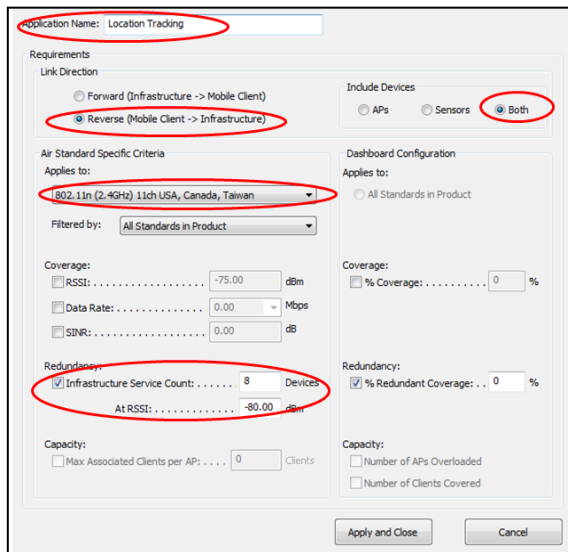 Application Name: Location Tracking
Requirements
Link Direction
Forward (Infrastructure -> Mobile Client)
Reverse (Mobile Client -> Infrastructure)
Include Devices
APs Sensors Both
Air Standard Specific Criteria
Applies to:
802.11n (2.4GHz) 11ch USA, Canada, Taiwan
Filtered by: All Standards in Product
Coverage:
RSSI: . . . . . . . . . . . . . . . . . -75.00 dBm
Data Rate: . . . . . . . . . . . . . 0.00 Mbps
SINR: . . . . . . . . . . . . . . . . . 0.00 dB
Redundancy:
Infrastructure Service Count: . . . . . . 8 Devices
At RSSI: . . . . . . . . -80.00 dBm
Capacity:
Max Associated Clients per AP: . . . . 0 Clients
Dashboard Configuration
Applies to:
All Standards in Product
Coverage:
% Coverage: . . . . . . . . . . 0 %
Redundancy:
% Redundant Coverage: . . 0 %
Capacity:
Number of APs Overloaded
Number of Clients Covered
Apply and Close Cancel